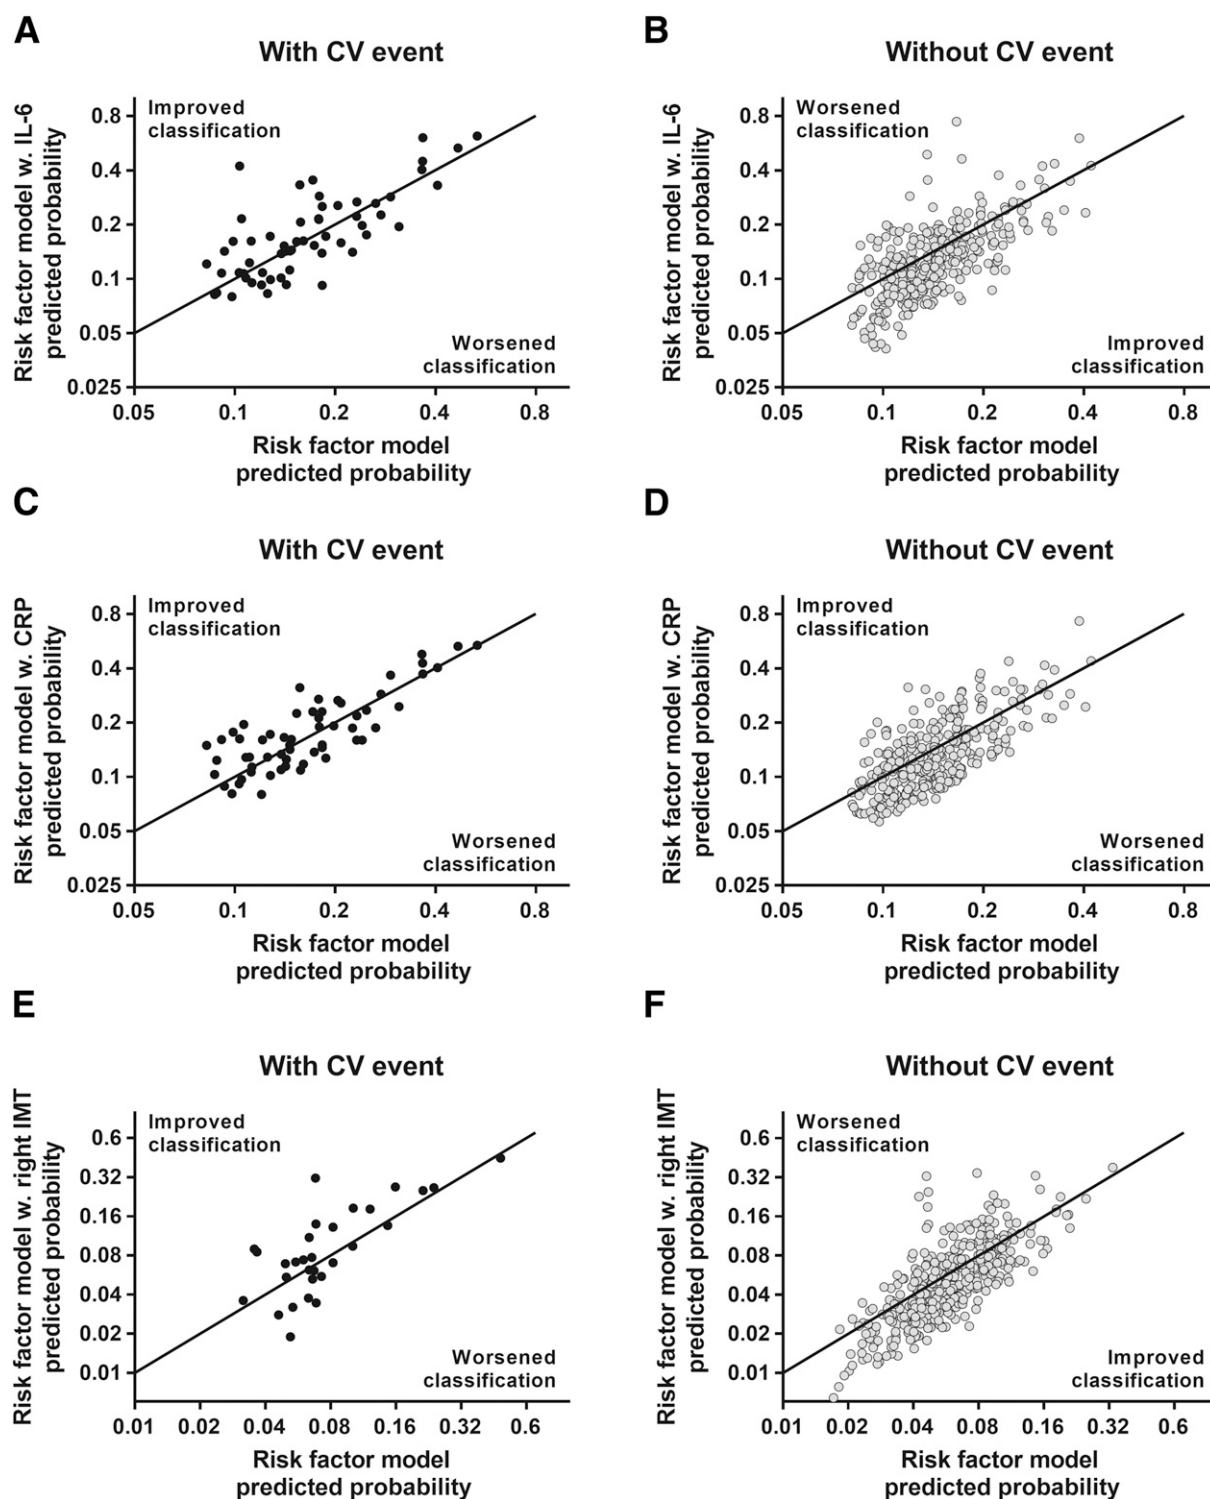 A
With CV event
Risk factor model w. IL-6
predicted probability
Improved
classification
0.8
0.4
0.2
0.1
0.05
0.025
Worsened
classification
0.05 0.1 0.2 0.4 0.8
Risk factor model
predicted probability
B
Without CV event
Risk factor model w. IL-6
predicted probability
Worsened
classification
0.8
0.4
0.2
0.1
0.05
0.025
Improved
classification
0.05 0.1 0.2 0.4 0.8
Risk factor model
predicted probability
C
With CV event
Risk factor model w. CRP
predicted probability
Improved
classification
0.8
0.4
0.2
0.1
0.05
0.025
Worsened
classification
0.05 0.1 0.2 0.4 0.8
Risk factor model
predicted probability
D
Without CV event
Risk factor model w. CRP
predicted probability
Improved
classification
0.8
0.4
0.2
0.1
0.05
0.025
Worsened
classification
0.05 0.1 0.2 0.4 0.8
Risk factor model
predicted probability
E
With CV event
Risk factor model w. right IMT
predicted probability
Improved
classification
0.6
0.32
0.16
0.08
0.04
0.02
0.01
Worsened
classification
0.01 0.02 0.04 0.08 0.16 0.32 0.6
Risk factor model
predicted probability
F
Without CV event
Risk factor model w. right IMT
predicted probability
Worsened
classification
0.6
0.32
0.16
0.08
0.04
0.02
0.01
Improved
classification
0.01 0.02 0.04 0.08 0.16 0.32 0.6
Risk factor model
predicted probability